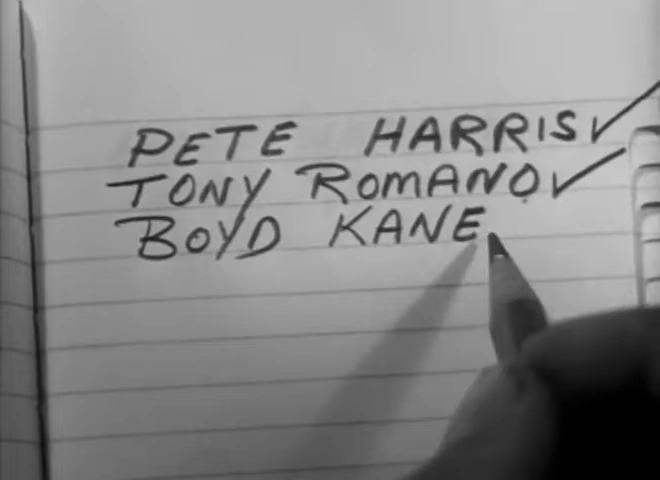 PETE HARRIS ✓
TONY ROMANO ✓
BOYD KANE